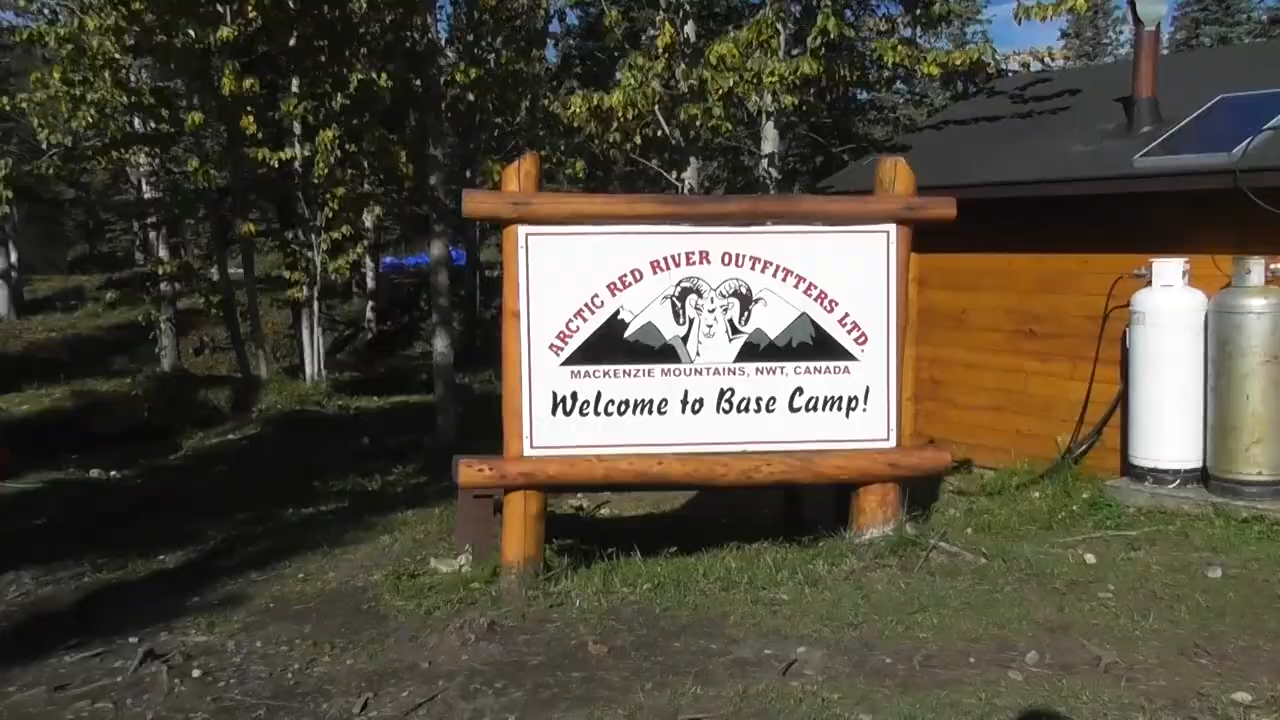 ARCTIC RED RIVER OUTFITTERS LTD.
MACKENZIE MOUNTAINS, NWT, CANADA
Welcome to Base Camp!